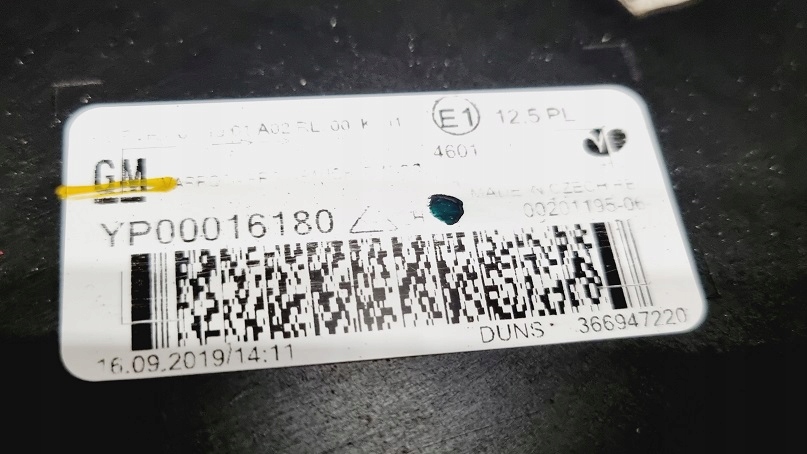 E1 12.5 PL
4601
GM
MADE IN CZECH
YP00016180
00201195-06
DUNS: 366947220
16.09.2019/14:11